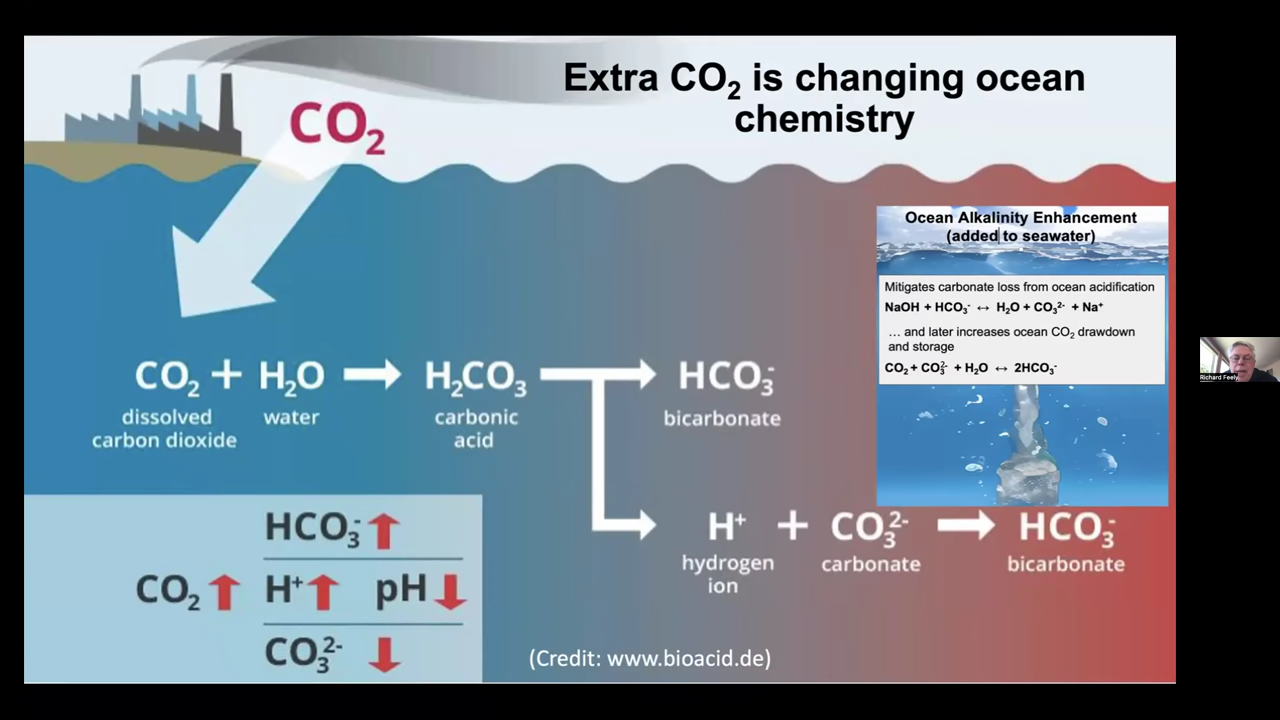 Extra CO₂ is changing ocean
chemistry
CO₂
Ocean Alkalinity Enhancement
(added to seawater)
Mitigates carbonate loss from ocean acidification
NaOH + HCO₃⁻ ↔ H₂O + CO₃²⁻ + Na⁺
... and later increases ocean CO₂ drawdown
and storage
CO₂ + CO₃²⁻ + H₂O ↔ 2HCO₃⁻
CO₂ + H₂O → H₂CO₃ → HCO₃⁻
dissolved
carbon dioxide
water
carbonic
acid
bicarbonate
H⁺ + CO₃²⁻ → HCO₃⁻
hydrogen
ion
carbonate
bicarbonate
HCO₃⁻ ↑
CO₂ ↑ H⁺ ↑ pH ↓
CO₃²⁻ ↓
(Credit: www.bioacid.de)
Richard Feely